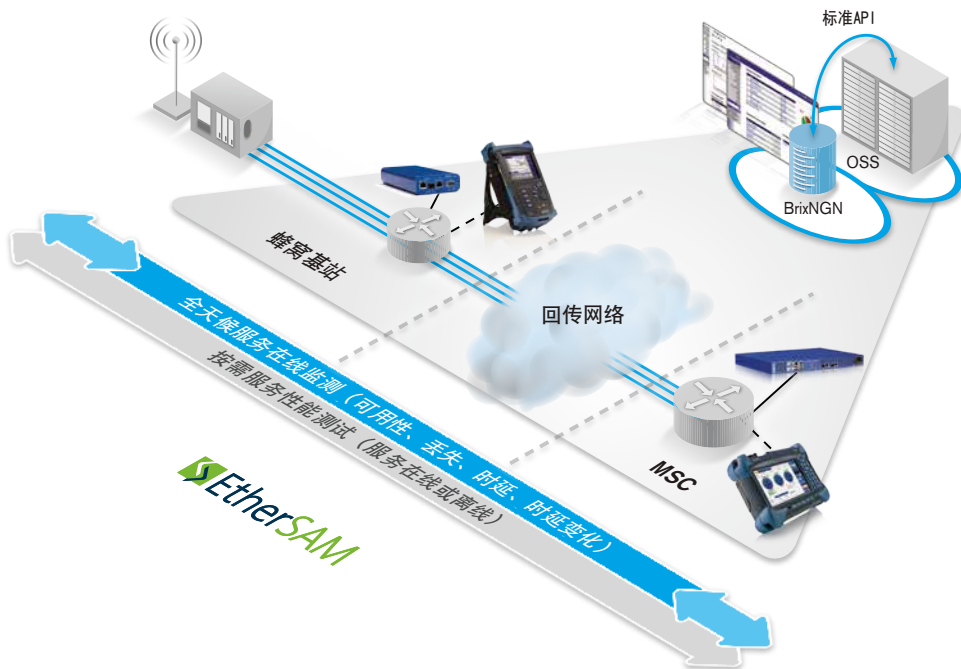 标准API
OSS
BrixNGN
蜂窝基站
回传网络
MSC
全天候服务在线监测（可用性、丢失、时延、时延变化）
按需服务性能测试（服务在线或离线）
EtherSAM